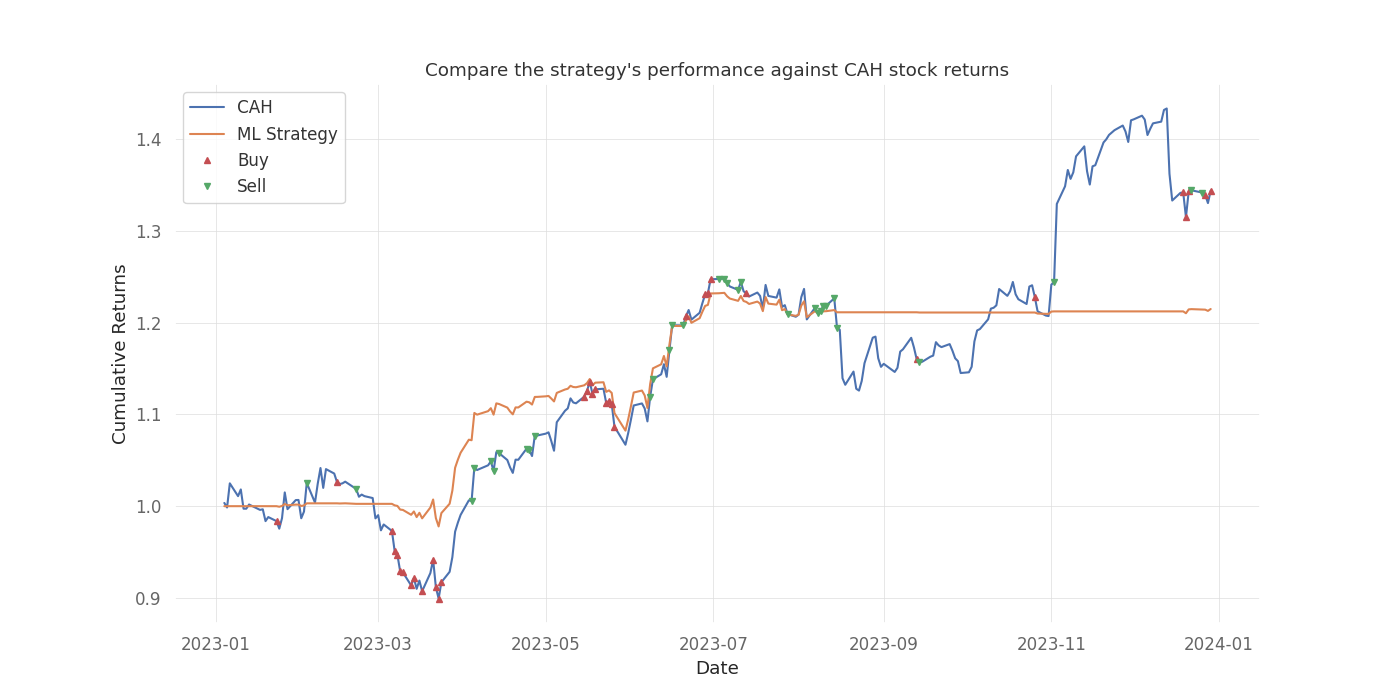 Compare the strategy's performance against CAH stock returns
CAH
ML Strategy
Buy
Sell
Cumulative Returns
1.4
1.3
1.2
1.1
1.0
0.9
2023-01 2023-03 2023-05 2023-07 2023-09 2023-11 2024-01
Date